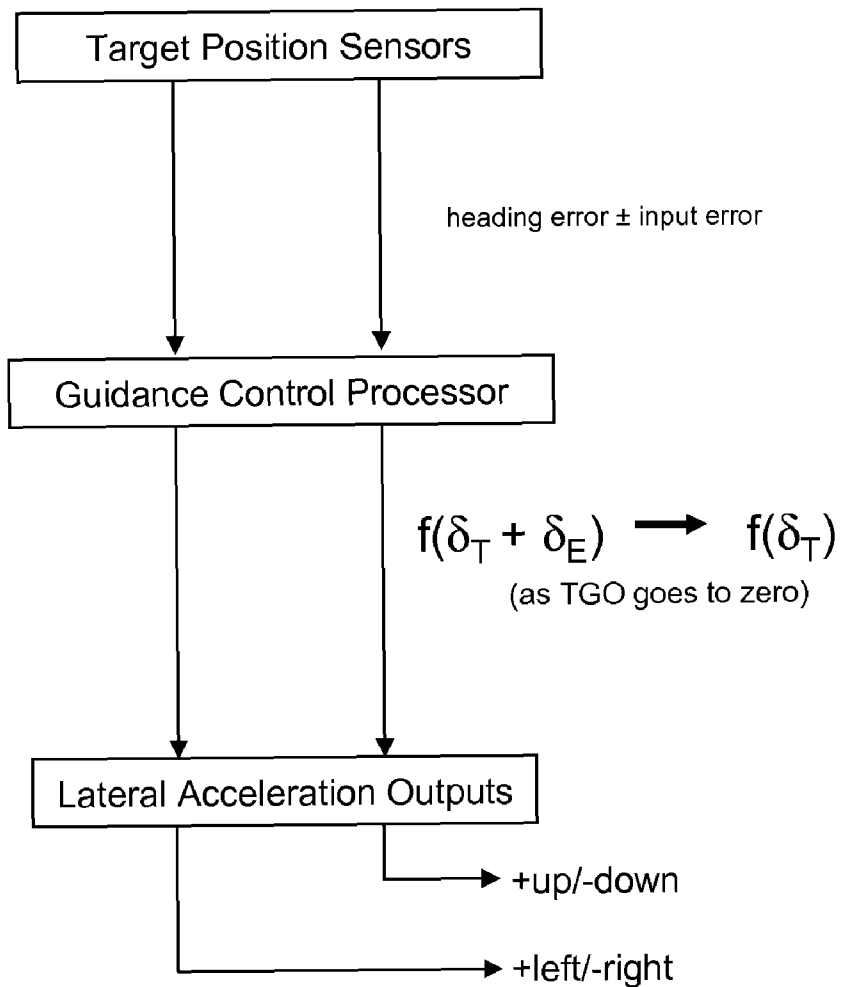 Target Position Sensors
heading error ± input error
Guidance Control Processor
f(δT + δE) → f(δT)
(as TGO goes to zero)
Lateral Acceleration Outputs
+up/-down
+left/-right